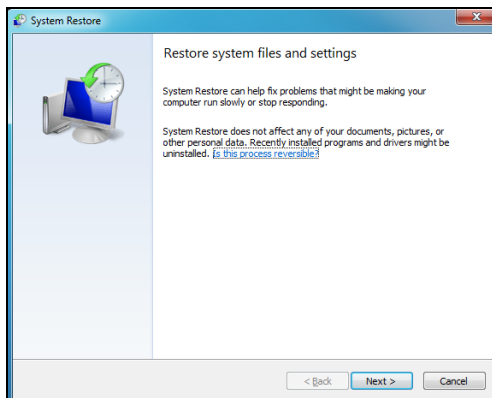 System Restore
Restore system files and settings
System Restore can help fix problems that might be making your
computer run slowly or stop responding.
System Restore does not affect any of your documents, pictures, or
other personal data. Recently installed programs and drivers might be
uninstalled. Is this process reversible?
< Back
Next >
Cancel